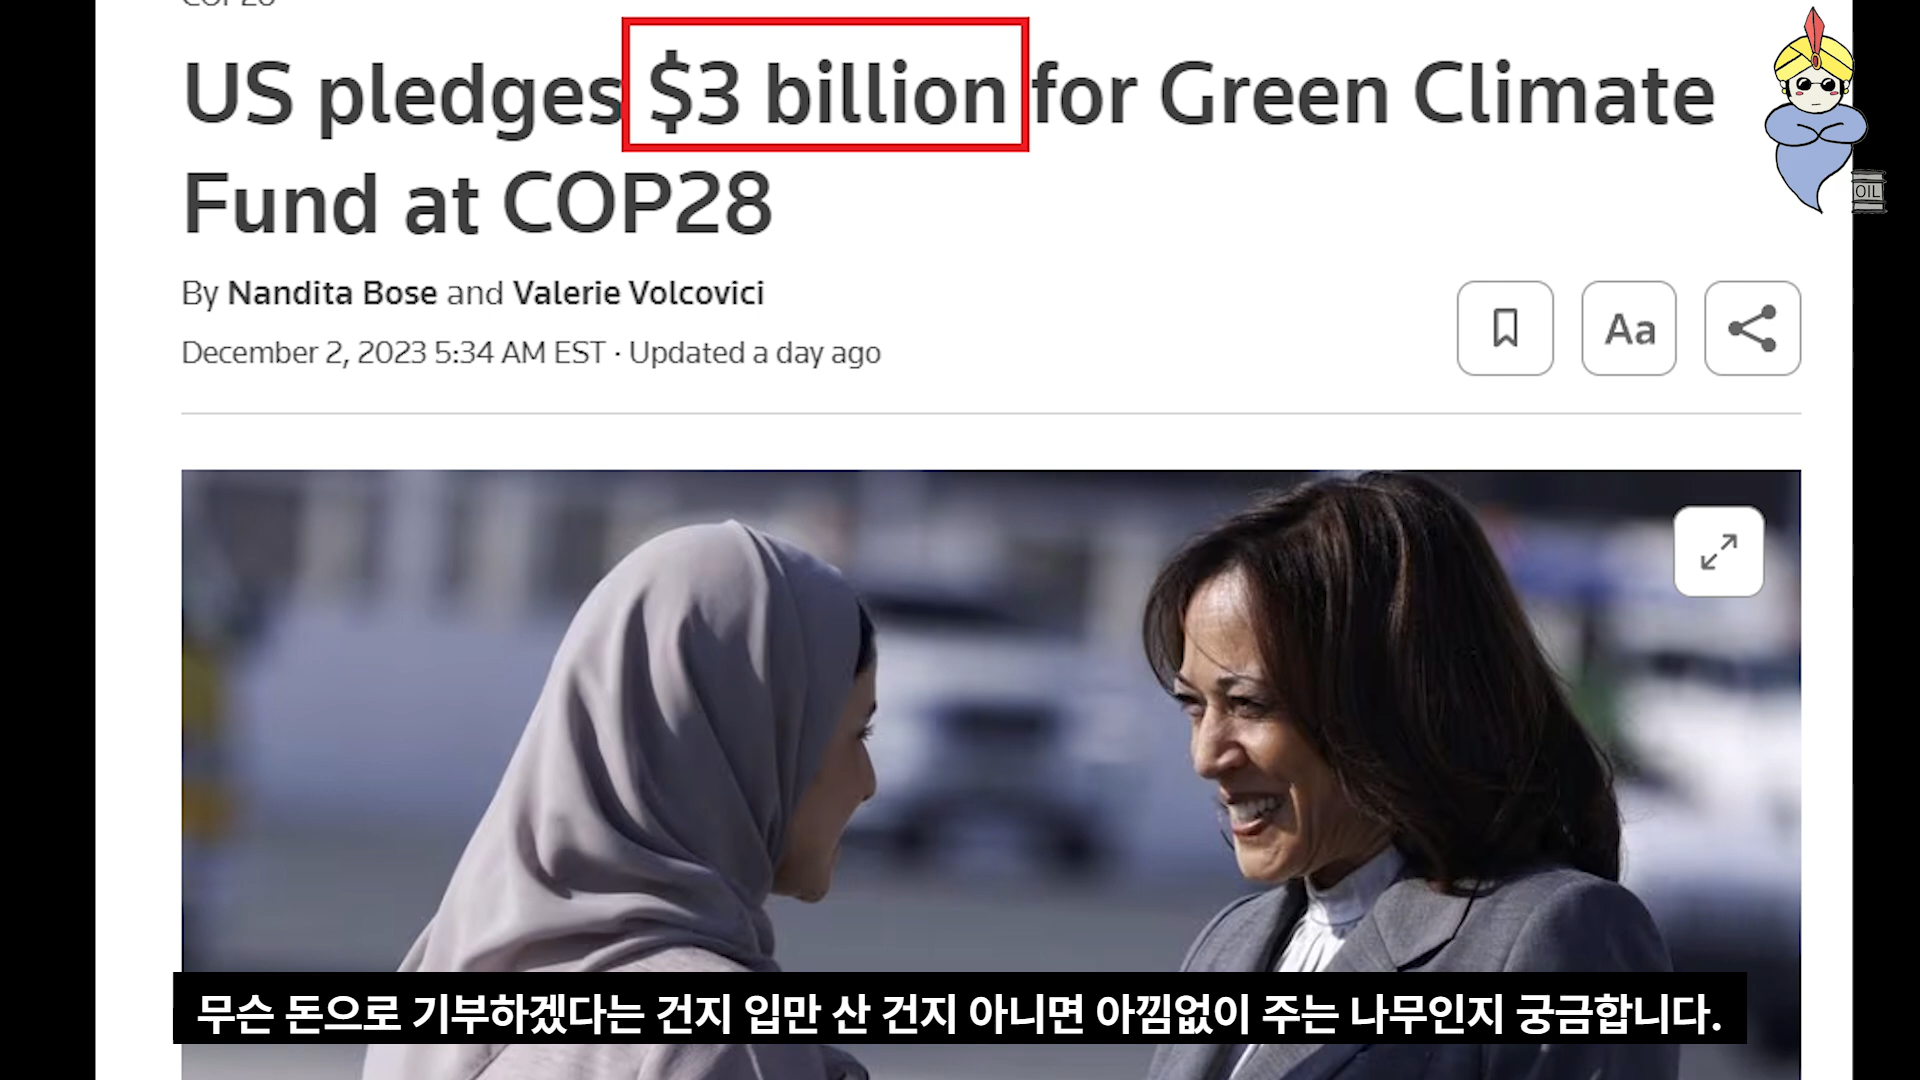 COP28
US pledges $3 billion for Green Climate
Fund at COP28
By Nandita Bose and Valerie Volcovici
December 2, 2023 5:34 AM EST · Updated a day ago
Aa
OIL
무슨 돈으로 기부하겠다는 건지 입만 산 건지 아니면 아낌없이 주는 나무인지 궁금합니다.